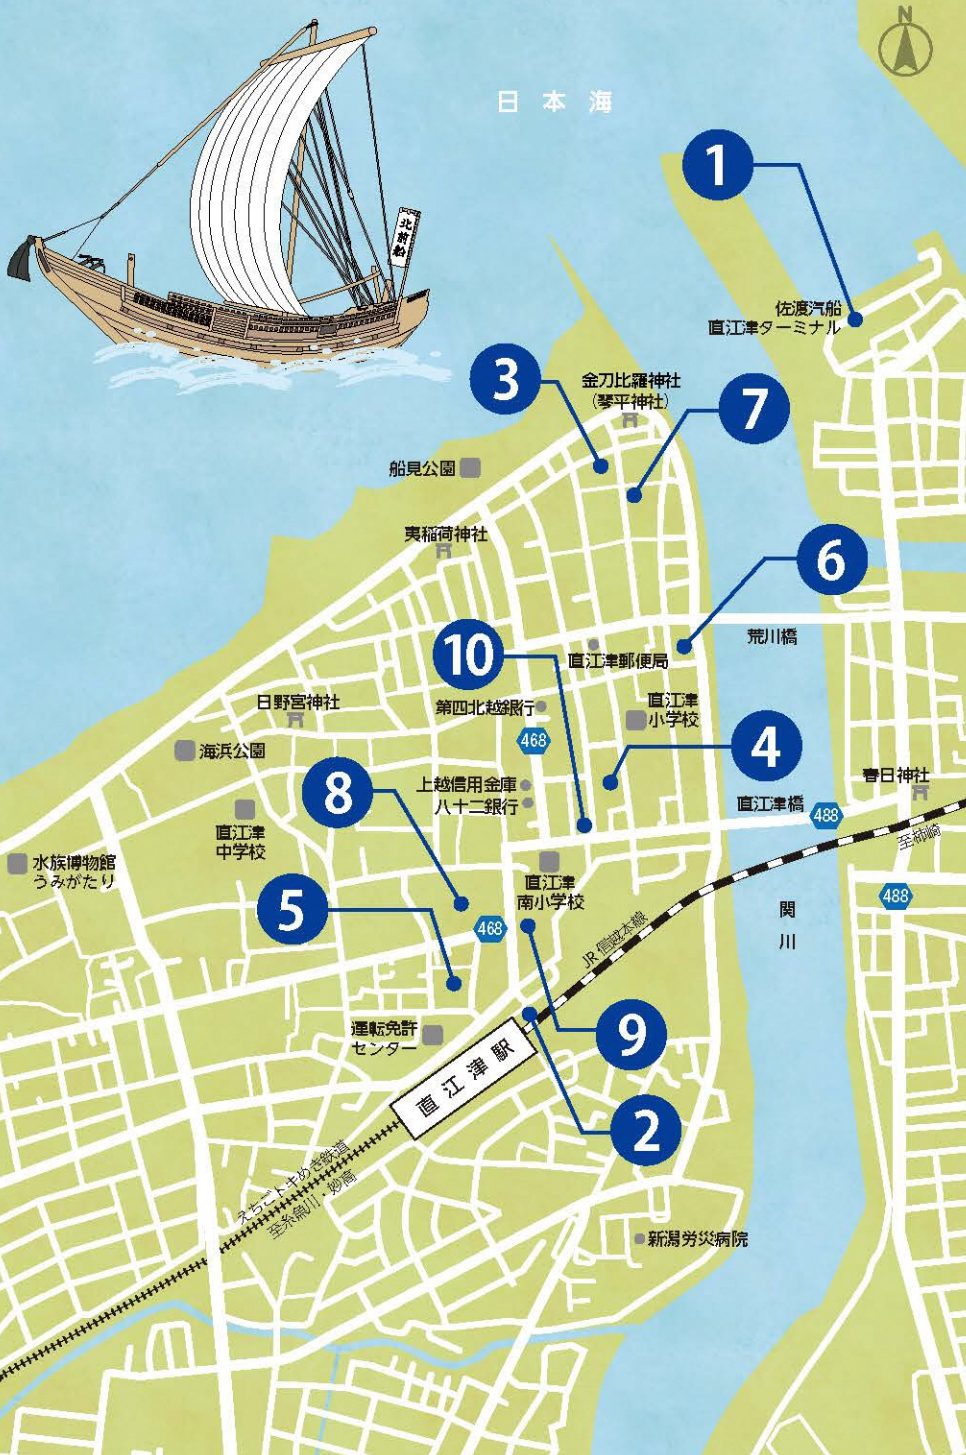 N
日本海
北前船
1
佐渡汽船
直江津ターミナル
3
金刀比羅神社
（琴平神社）
7
船見公園
夷稲荷神社
6
荒川橋
10
直江津郵便局
日野宮神社
第四北越銀行
直江津
小学校
468
海浜公園
4
春日神社
8
上越信用金庫
八十二銀行
直江津橋
488
至柿崎
直江津
中学校
水族博物館
うみがたり
直江津
南小学校
5
468
488
関川
JR信越本線
9
運転免許
センター
直江津駅
2
えちごトキめき鉄道
至糸魚川・妙高
新潟労災病院